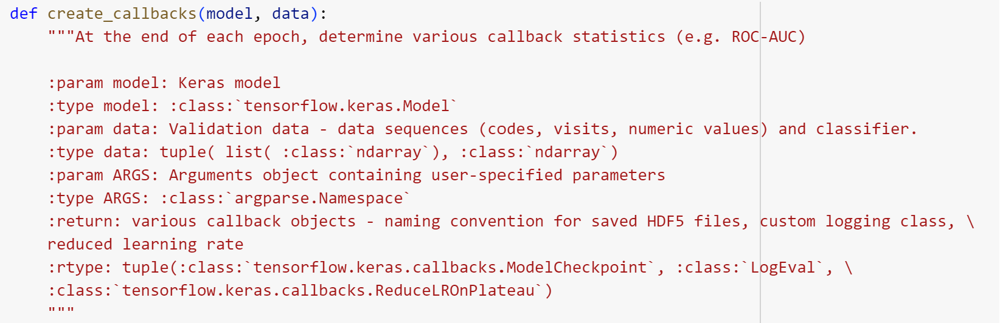 def create_callbacks(model, data):
    """At the end of each epoch, determine various callback statistics (e.g. ROC-AUC)

    :param model: Keras model
    :type model: :class:`tensorflow.keras.Model`
    :param data: Validation data - data sequences (codes, visits, numeric values) and classifier.
    :type data: tuple( list( :class:`ndarray`), :class:`ndarray`)
    :param ARGS: Arguments object containing user-specified parameters
    :type ARGS: :class:`argparse.Namespace`
    :return: various callback objects - naming convention for saved HDF5 files, custom logging class, \
    reduced learning rate
    :rtype: tuple(:class:`tensorflow.keras.callbacks.ModelCheckpoint`, :class:`LogEval`, \
    :class:`tensorflow.keras.callbacks.ReduceLROnPlateau`)
    """